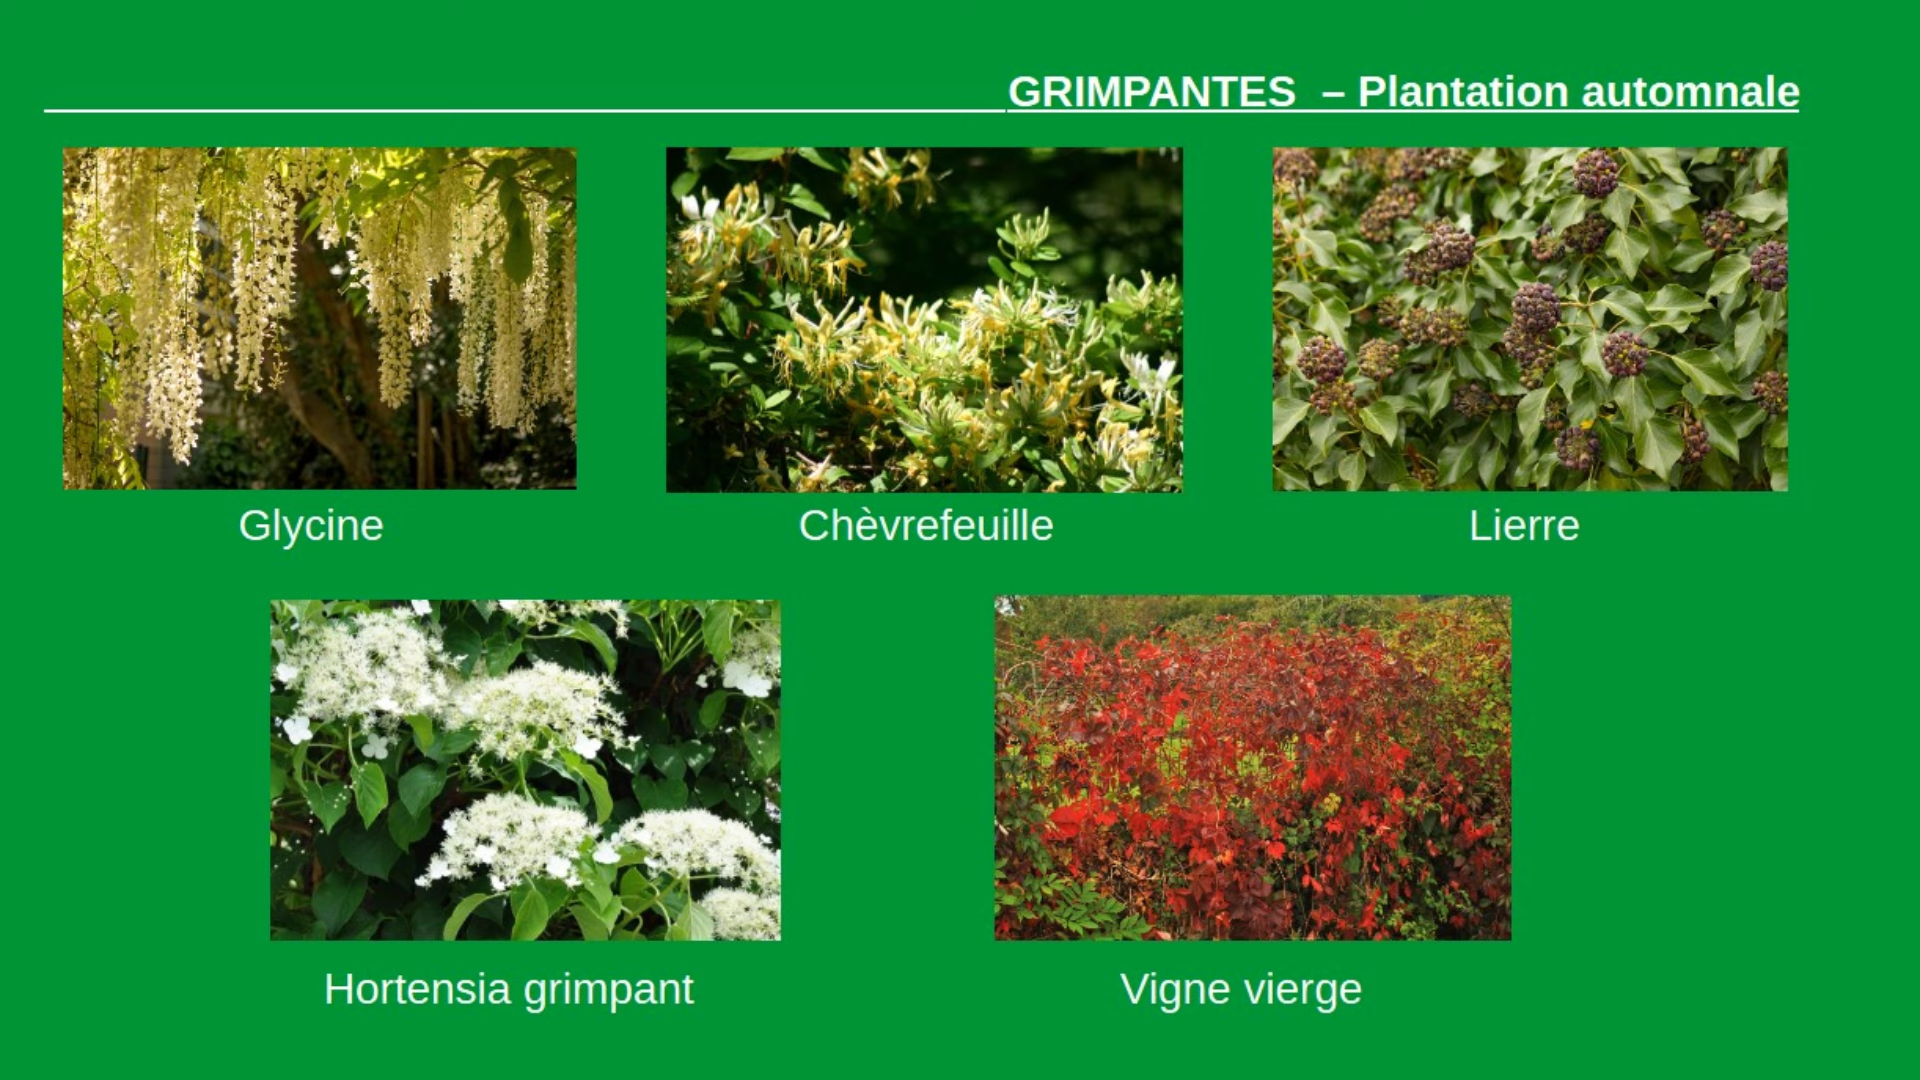 GRIMPANTES – Plantation automnale
Glycine
Chèvrefeuille
Lierre
Hortensia grimpant
Vigne vierge